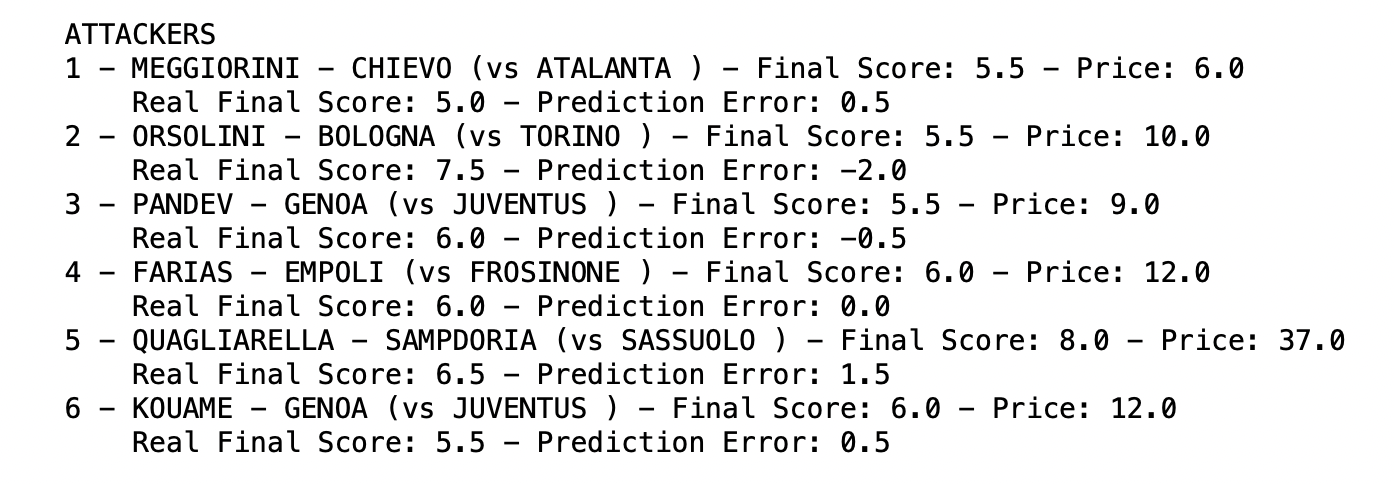 ATTACKERS
1 – MEGGIORINI – CHIEVO (vs ATALANTA ) – Final Score: 5.5 – Price: 6.0
Real Final Score: 5.0 – Prediction Error: 0.5
2 – ORSOLINI – BOLOGNA (vs TORINO ) – Final Score: 5.5 – Price: 10.0
Real Final Score: 7.5 – Prediction Error: –2.0
3 – PANDEV – GENOA (vs JUVENTUS ) – Final Score: 5.5 – Price: 9.0
Real Final Score: 6.0 – Prediction Error: –0.5
4 – FARIAS – EMPOLI (vs FROSINONE ) – Final Score: 6.0 – Price: 12.0
Real Final Score: 6.0 – Prediction Error: 0.0
5 – QUAGLIARELLA – SAMPDORIA (vs SASSUOLO ) – Final Score: 8.0 – Price: 37.0
Real Final Score: 6.5 – Prediction Error: 1.5
6 – KOUAME – GENOA (vs JUVENTUS ) – Final Score: 6.0 – Price: 12.0
Real Final Score: 5.5 – Prediction Error: 0.5